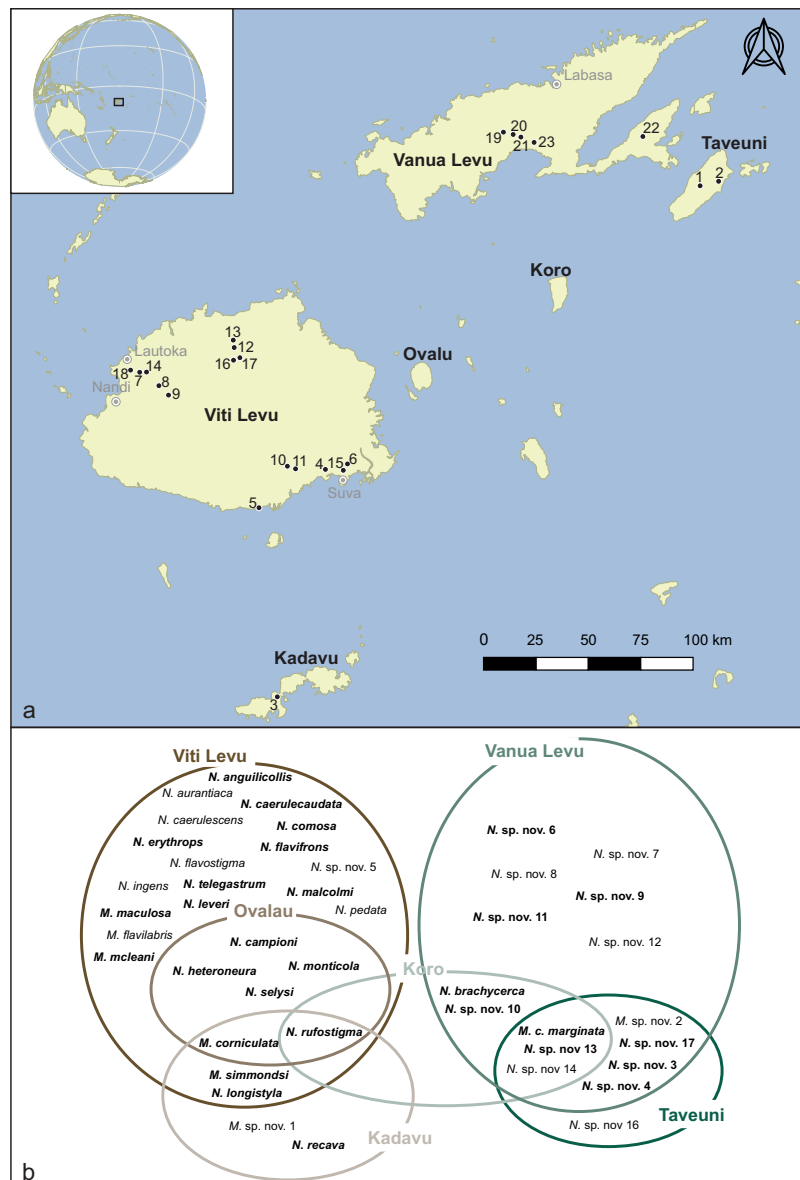 Labasa
20
22
19
Vanua Levu
21
23
Taveuni
1
2
Koro
13
12
Lautoka
Ovalu
16
17
18
14
7
8
Nandi
9
Viti Levu
10
11
4
15
6
Suva
5
0
25
50
75
100 km
Kadavu
3
a
Viti Levu
Vanua Levu
N. anguilicollis
N. aurantiaca
N. caerulecaudata
N. caerulescens
N. comosa
N. erythrops
N. flavifrons
N. flavostigma
N. sp. nov. 5
N. ingens
N. telegastrum
N. malcolmi
M. maculosa
N. leveri
N. pedata
M. flavilabris
Ovalau
M. mcleani
N. campioni
N. heteroneura
N. monticola
N. selysi
Koro
N. sp. nov. 6
N. sp. nov. 7
N. sp. nov. 8
N. sp. nov. 9
N. sp. nov. 11
N. sp. nov. 12
N. brachycerca
N. sp. nov. 10
N. rufostigma
M. corniculata
M. c. marginata
M. sp. nov. 2
N. sp. nov 13
N. sp. nov. 17
N. sp. nov 14
N. sp. nov. 3
N. sp. nov. 4
M. simmondsi
N. longistyla
Taveuni
N. sp. nov 16
M. sp. nov. 1
Kadavu
N. recava
b